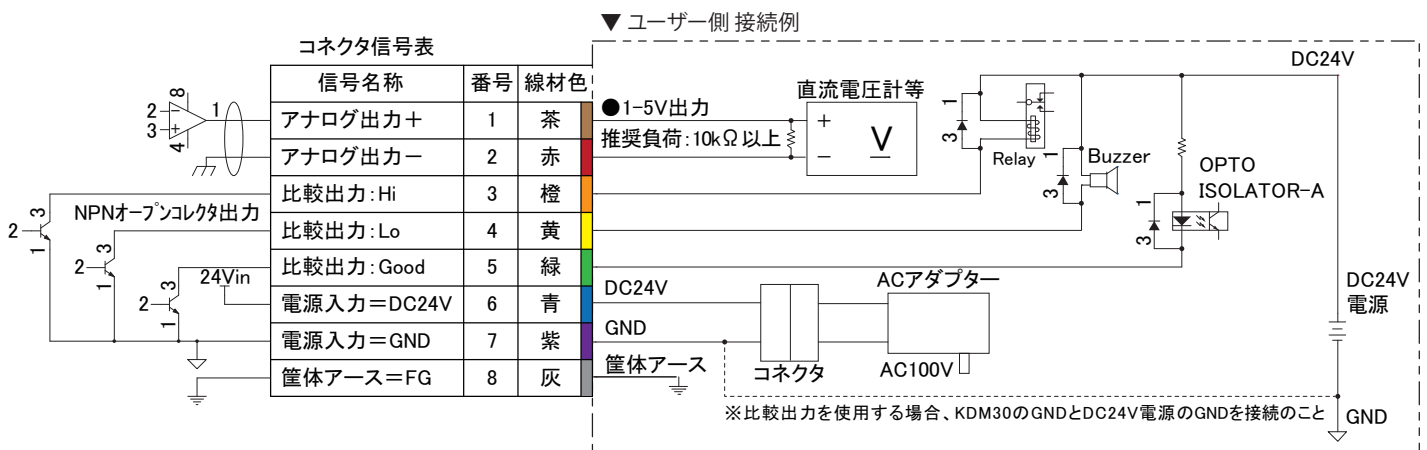 ▼ ユーザー側 接続例
コネクタ信号表
信号名称 番号 線材色
アナログ出力＋ 1 茶
アナログ出力－ 2 赤
比較出力：Hi 3 橙
比較出力：Lo 4 黄
比較出力：Good 5 緑
電源入力＝DC24V 6 青
電源入力＝GND 7 紫
筐体アース＝FG 8 灰
8
2
3
1
4
NPNオープンコレクタ出力
3
2
1
3
2
1
24Vin
3
2
1
●1-5V出力
推奨負荷：10kΩ以上
直流電圧計等
＋
－
V
1
3
Relay
1
3
Buzzer
OPTO
ISOLATOR-A
1
3
DC24V
DC24V
電源
GND
DC24V
GND
筐体アース
コネクタ
ACアダプター
AC100V
※比較出力を使用する場合、KDM30のGNDとDC24V電源のGNDを接続のこと